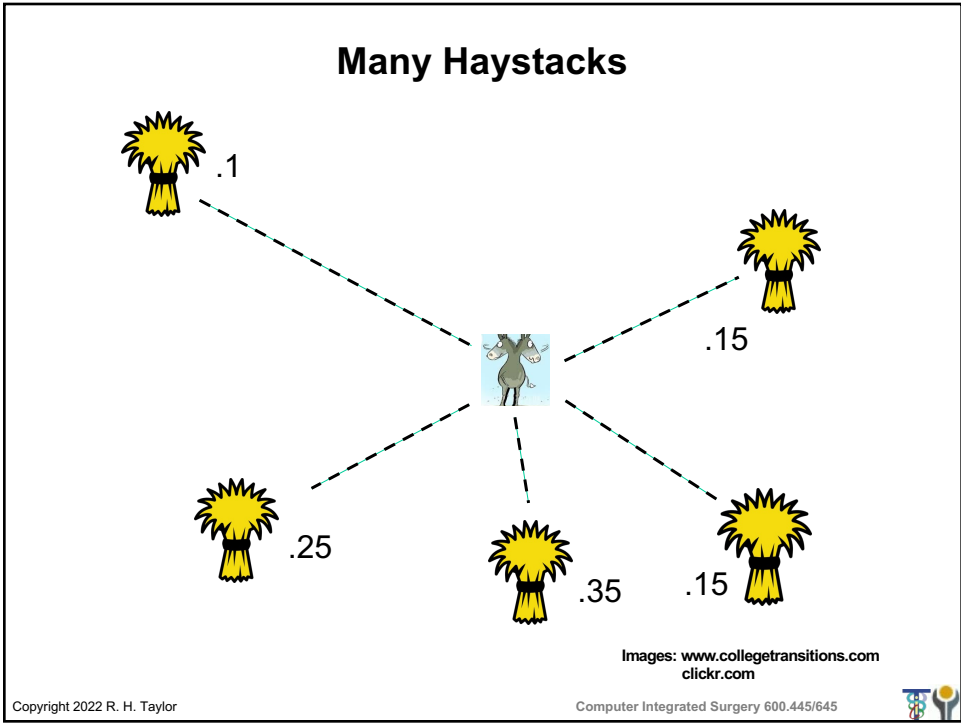 Many Haystacks
.1
.15
.25
.35
.15
Images: www.collegetransitions.com
clickr.com
Copyright 2022 R. H. Taylor
Computer Integrated Surgery 600.445/645